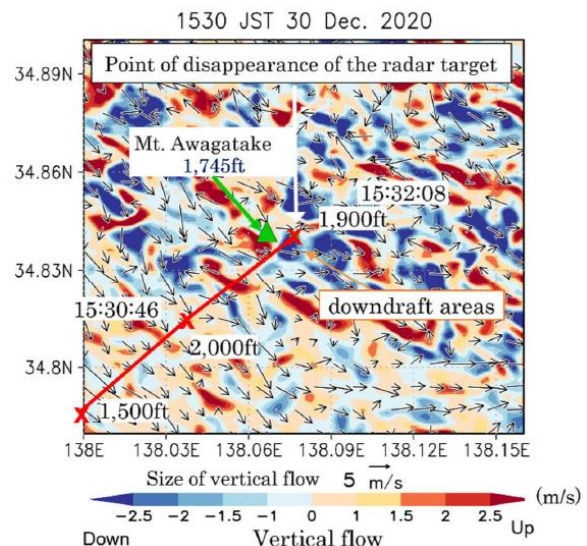 1530 JST 30 Dec. 2020
34.89N
Point of disappearance of the radar target
Mt. Awagatake
1,745ft
34.86N
15:32:08
1,900ft
34.83N
15:30:46
downdraft areas
2,000ft
34.8N
1,500ft
138E 138.03E 138.06E 138.09E 138.12E 138.15E
Size of vertical flow 5 m/s
(m/s)
-2.5 -2 -1.5 -1 0 1 1.5 2 2.5
Down Vertical flow Up